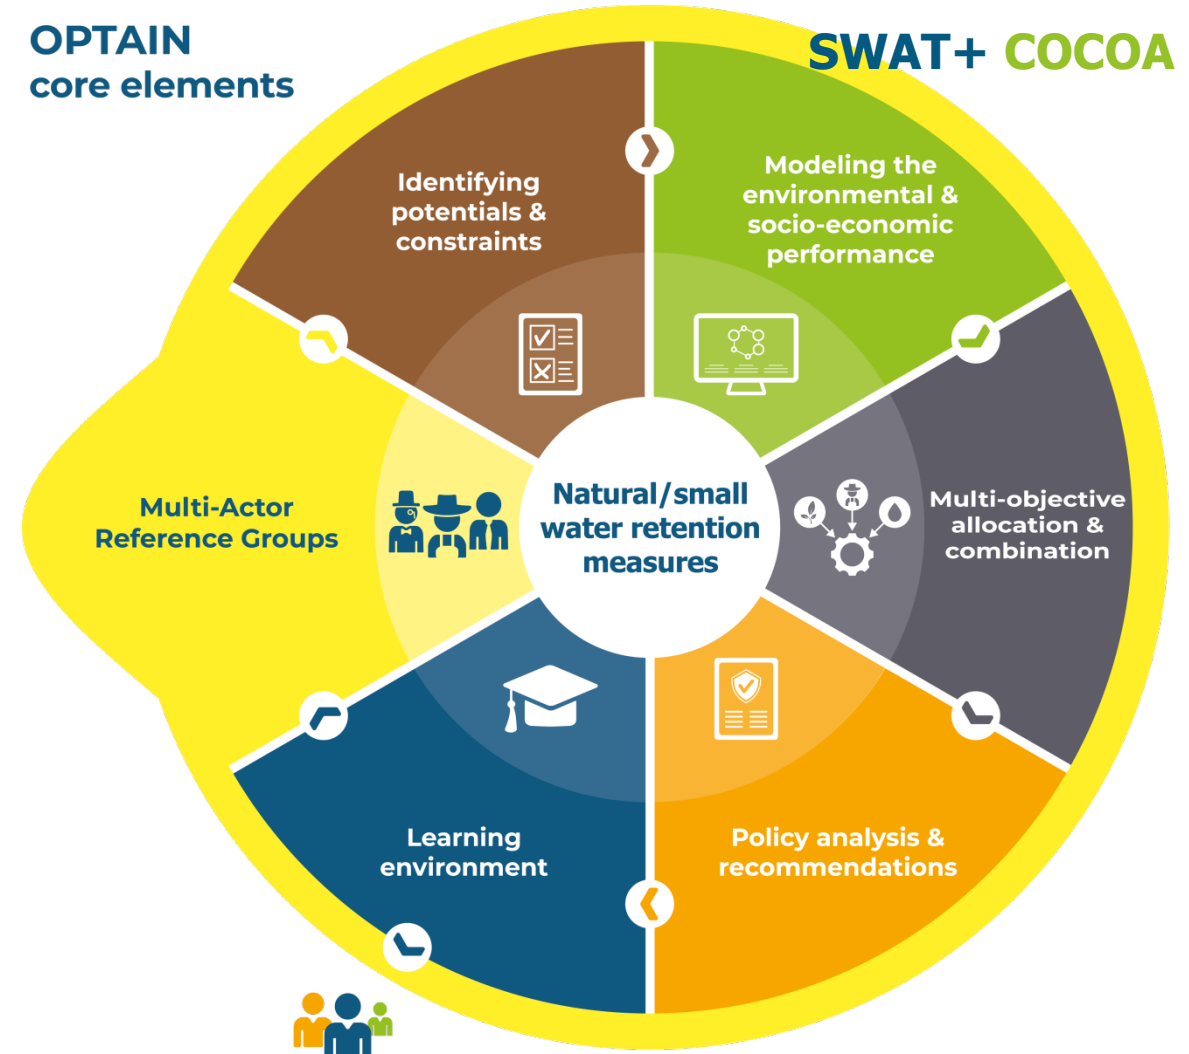 OPTAIN
core elements
SWAT+ COCOA
Identifying
potentials &
constraints
Modeling the
environmental &
socio-economic
performance
Multi-Actor
Reference Groups
Natural/small
water retention
measures
Multi-objective
allocation &
combination
Learning
environment
Policy analysis &
recommendations